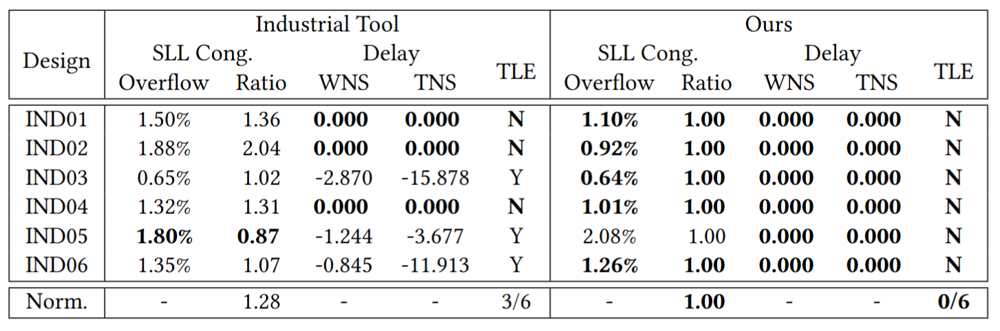 Industrial Tool Ours
Design SLL Cong. Delay TLE SLL Cong. Delay TLE
Overflow Ratio WNS TNS Overflow Ratio WNS TNS
IND01 1.50% 1.36 0.000 0.000 N 1.10% 1.00 0.000 0.000 N
IND02 1.88% 2.04 0.000 0.000 N 0.92% 1.00 0.000 0.000 N
IND03 0.65% 1.02 -2.870 -15.878 Y 0.64% 1.00 0.000 0.000 N
IND04 1.32% 1.31 0.000 0.000 N 1.01% 1.00 0.000 0.000 N
IND05 1.80% 0.87 -1.244 -3.677 Y 2.08% 1.00 0.000 0.000 N
IND06 1.35% 1.07 -0.845 -11.913 Y 1.26% 1.00 0.000 0.000 N
Norm. - 1.28 - - 3/6 - 1.00 - - 0/6